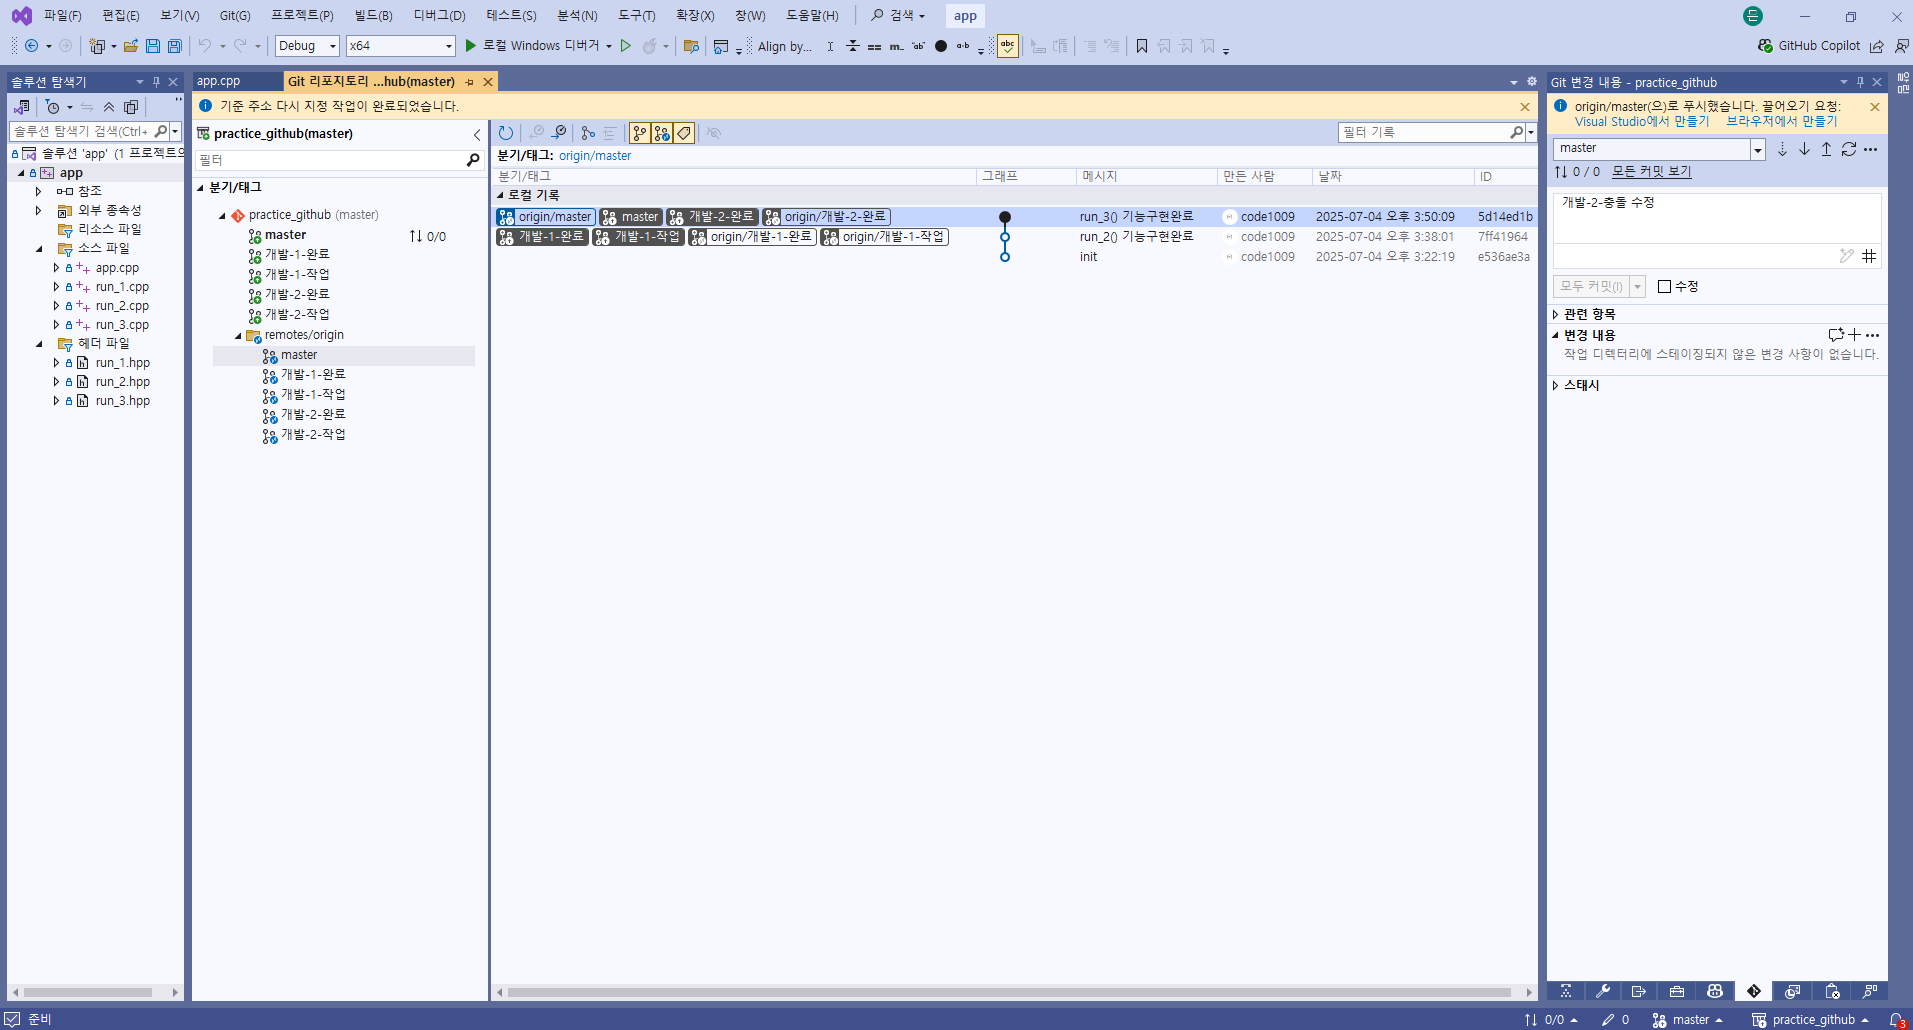 파일(F) 편집(E) 보기(V) Git(G) 프로젝트(P) 빌드(B) 디버그(D) 테스트(S) 분석(N) 도구(T) 확장(X) 창(W) 도움말(H) 검색 app 든
Debug x64 로컬 Windows 디버거 Align by... GitHub Copilot
솔루션 탐색기
솔루션 탐색기 검색(Ctrl+
솔루션 'app' (1 프로젝트의
app
참조
외부 종속성
리소스 파일
소스 파일
app.cpp
run_1.cpp
run_2.cpp
run_3.cpp
헤더 파일
run_1.hpp
run_2.hpp
run_3.hpp
app.cpp Git 리포지토리 ...hub(master)
기준 주소 다시 지정 작업이 완료되었습니다.
practice_github(master)
필터
분기/태그
practice_github (master)
master 0/0
개발-1-완료
개발-1-작업
개발-2-완료
개발-2-작업
remotes/origin
master
개발-1-완료
개발-1-작업
개발-2-완료
개발-2-작업
필터 기록
분기/태그: origin/master
분기/태그 그래프 메시지 만든 사람 날짜 ID
로컬 기록
origin/master master 개발-2-완료 origin/개발-2-완료 run_3() 기능구현완료 code1009 2025-07-04 오후 3:50:09 5d14ed1b
개발-1-완료 개발-1-작업 origin/개발-1-완료 origin/개발-1-작업 run_2() 기능구현완료 code1009 2025-07-04 오후 3:38:01 7ff41964
init code1009 2025-07-04 오후 3:22:19 e536ae3a
Git 변경 내용 - practice_github
origin/master(으)로 푸시했습니다. 끌어오기 요청:
Visual Studio에서 만들기 브라우저에서 만들기
master
0 / 0 모든 커밋 보기
개발-2-충돌 수정
모두 커밋(I) 수정
관련 항목
변경 내용
작업 디렉터리에 스테이징되지 않은 변경 사항이 없습니다.
스태시
알림
준비 0/0 0 master practice_github 3